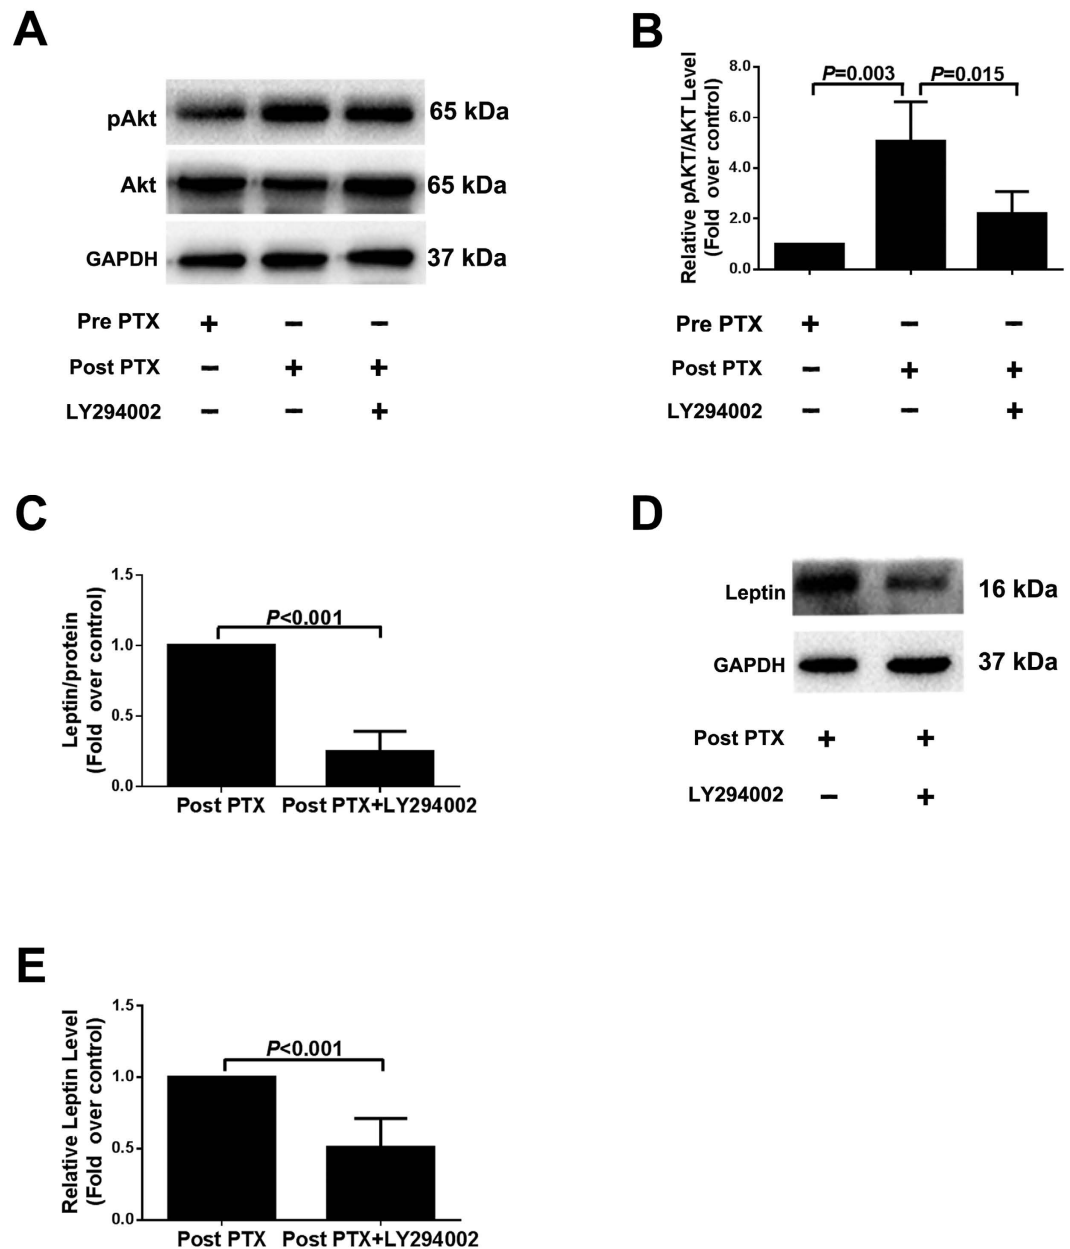 A
pAkt 65 kDa
Akt 65 kDa
GAPDH 37 kDa
Pre PTX + − −
Post PTX − + +
LY294002 − − +
B
Relative pAKT/AKT Level
(Fold over control)
8.0
6.0
4.0
2.0
0.0
P=0.003 P=0.015
Pre PTX + − −
Post PTX − + +
LY294002 − − +
C
Leptin/protein
(Fold over control)
1.5
1.0
0.5
0.0
P<0.001
Post PTX Post PTX+LY294002
D
Leptin 16 kDa
GAPDH 37 kDa
Post PTX + +
LY294002 − +
E
Relative Leptin Level
(Fold over control)
1.5
1.0
0.5
0.0
P<0.001
Post PTX Post PTX+LY294002